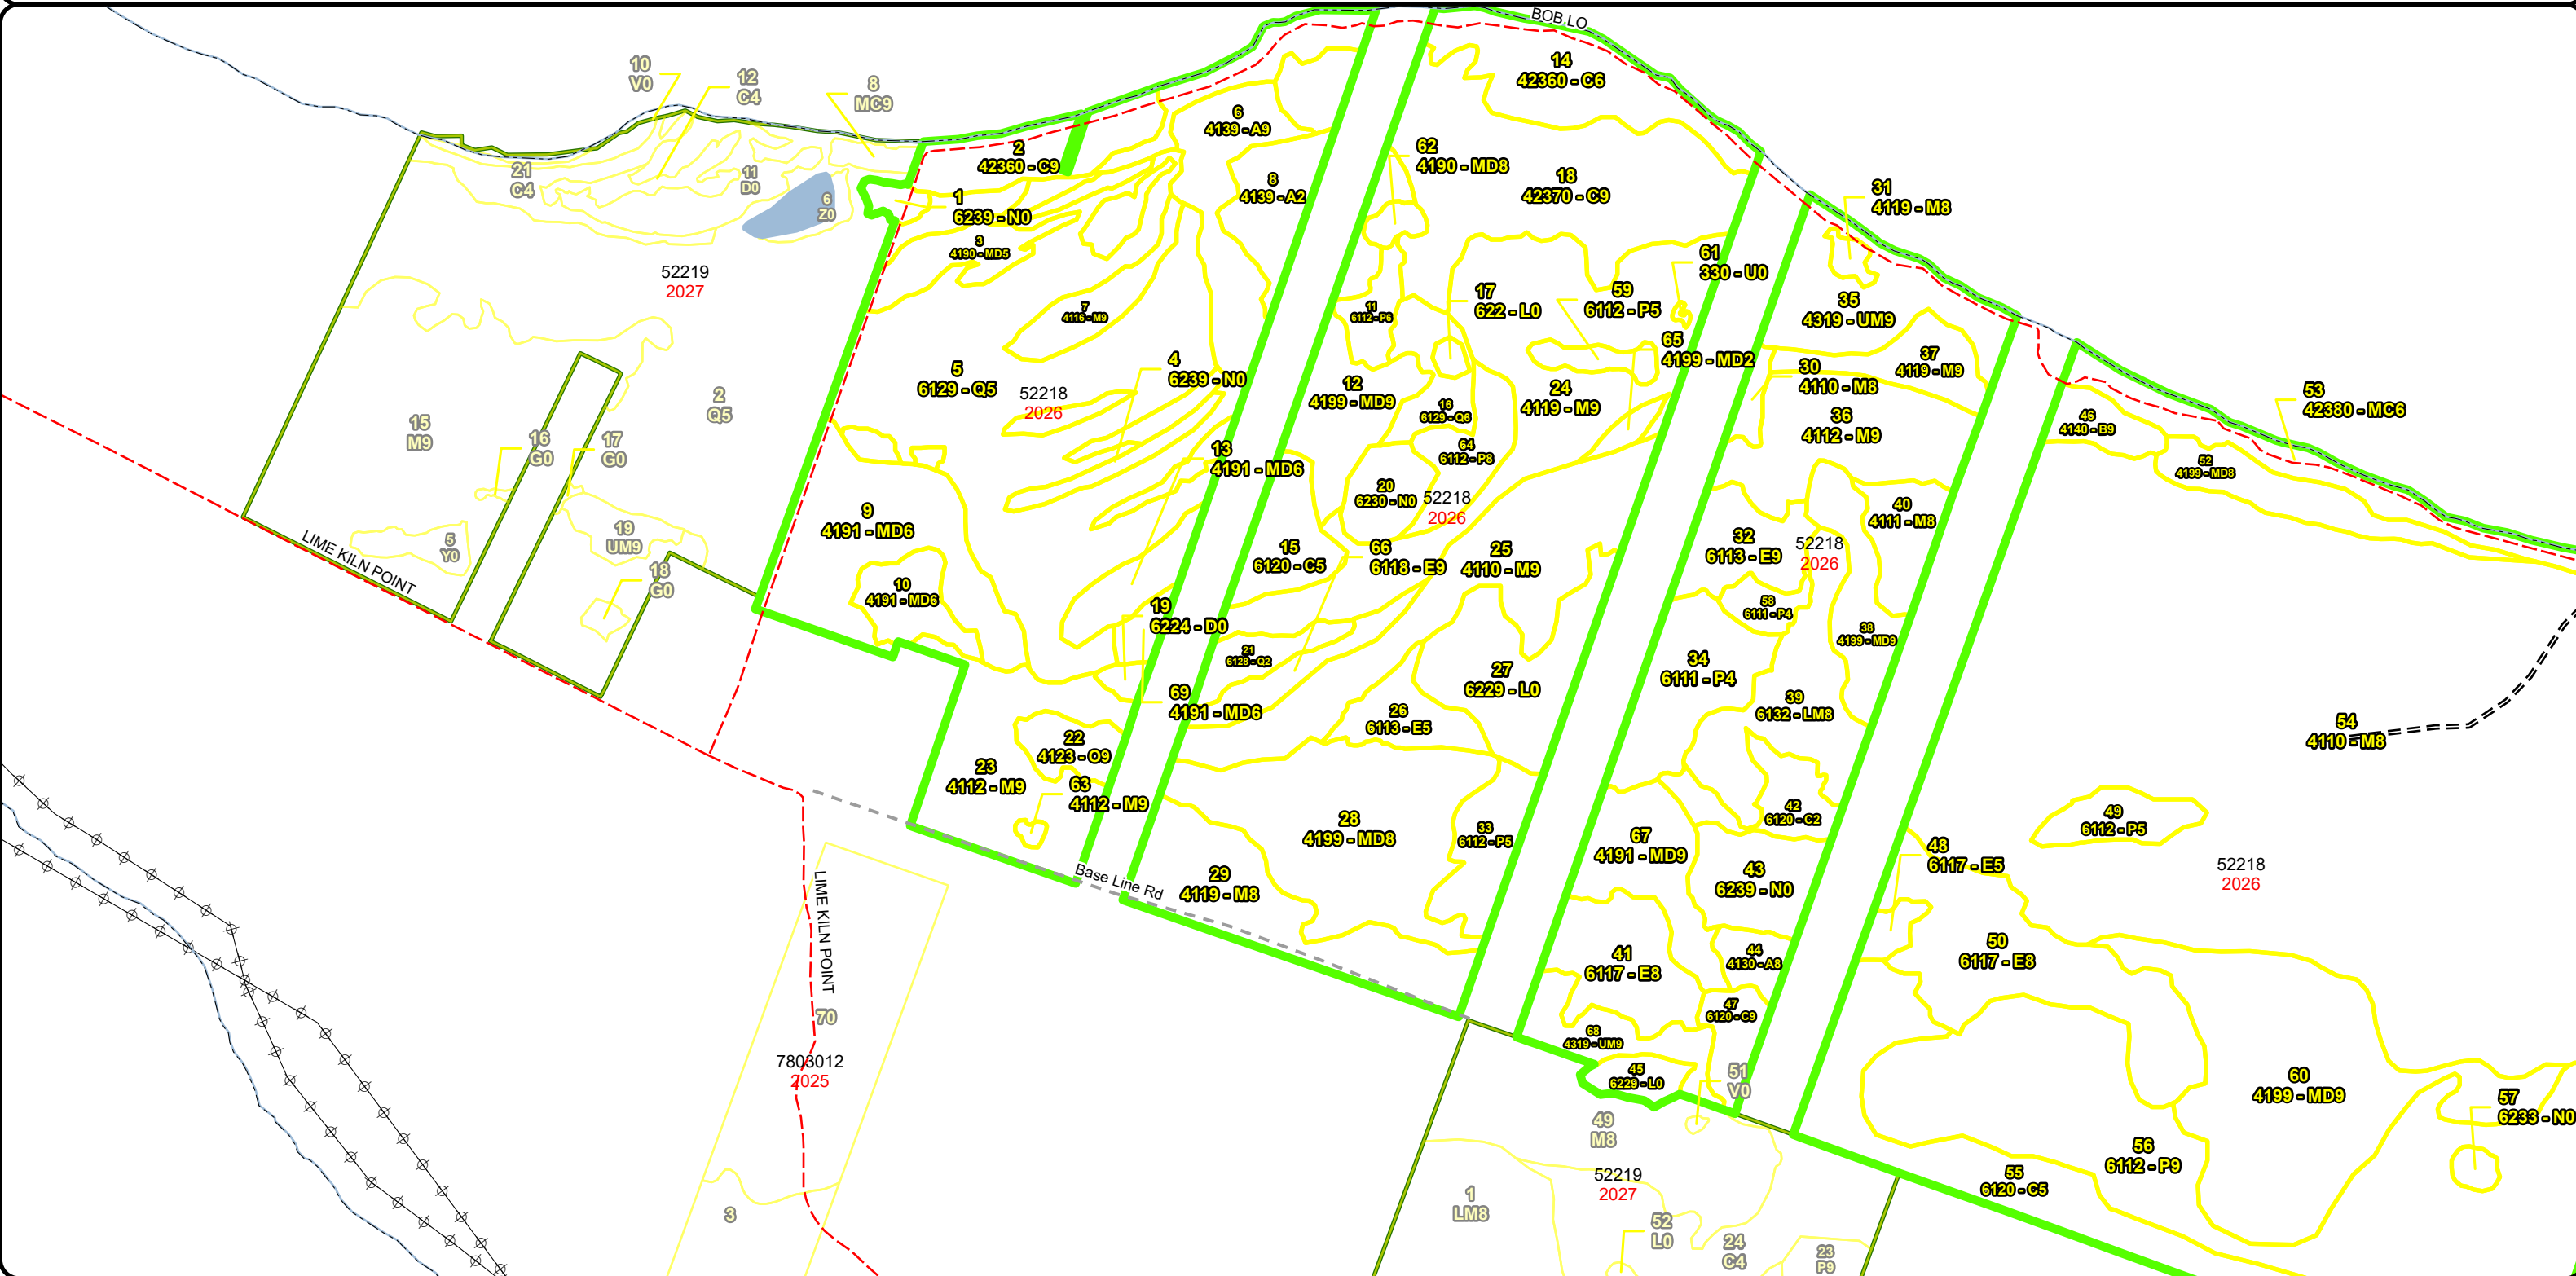 BOB LO
10
V0
12
C4
8
MC9
14
42360 - C6
6
4139 - A9
2
42360 - C9
62
4190 - MD8
21
C4
11
D0
6
Z0
8
4139 - A2
18
42370 - C9
1
6239 - N0
31
4119 - M8
3
4190 - MD5
52219
2027
61
330 - U0
7
4116 - M9
11
6112 - P6
17
622 - L0
59
6112 - P5
35
4319 - UM9
65
4199 - MD2
5
6129 - Q5
52218
2026
4
6239 - N0
12
4199 - MD9
16
6129 - Q6
24
4119 - M9
30
4110 - M8
37
4119 - M9
2
Q5
15
M9
16
G0
17
G0
13
4191 - MD6
64
6112 - P8
36
4112 - M9
46
4140 - B9
53
42380 - MC6
52
4199 - MD8
20
6230 - N0
52218
2026
9
4191 - MD6
40
4111 - M8
19
UM9
5
Y0
LIME KILN POINT
18
G0
10
4191 - MD6
15
6120 - C5
66
6118 - E9
25
4110 - M9
32
6113 - E9
52218
2026
19
6224 - D0
58
6111 - P4
38
4199 - MD9
21
6128 - Q2
27
6229 - L0
34
6111 - P4
69
4191 - MD6
26
6113 - E5
39
6132 - LM8
54
4110 - M8
22
4123 - O9
23
4112 - M9
63
4112 - M9
28
4199 - MD8
33
6112 - P5
42
6120 - C2
49
6112 - P5
67
4191 - MD9
48
6117 - E5
52218
2026
29
4119 - M8
Base Line Rd
43
6239 - N0
LIME KILN POINT
41
6117 - E8
44
4130 - A8
50
6117 - E8
70
47
6120 - C9
68
4319 - UM9
7803012
2025
45
6229 - L0
51
V0
60
4199 - MD9
57
6233 - N0
49
M8
56
6112 - P9
52219
2027
55
6120 - C5
1
LM8
3
52
L0
24
C4
23
P9